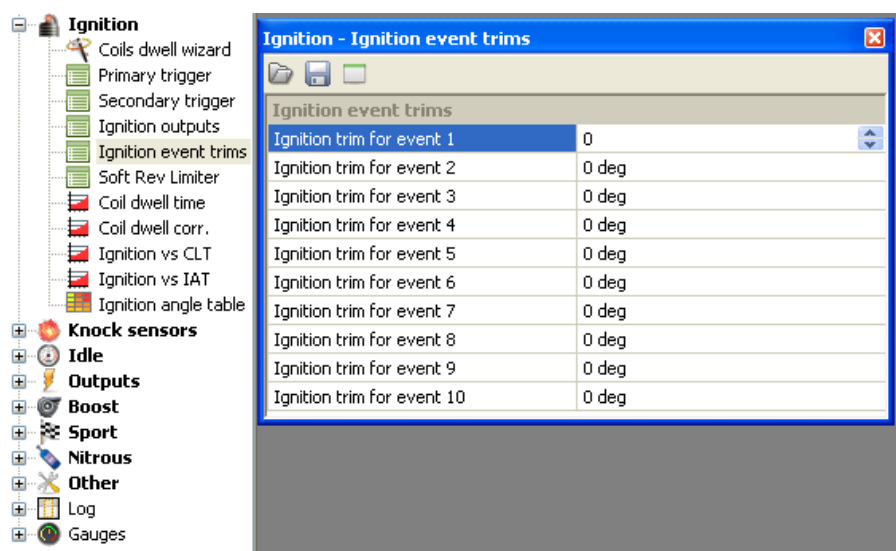 Ignition
Coils dwell wizard
Primary trigger
Secondary trigger
Ignition outputs
Ignition event trims
Soft Rev Limiter
Coil dwell time
Coil dwell corr.
Ignition vs CLT
Ignition vs IAT
Ignition angle table
Knock sensors
Idle
Outputs
Boost
Sport
Nitrous
Other
Log
Gauges
Ignition - Ignition event trims
Ignition event trims
Ignition trim for event 1 0
Ignition trim for event 2 0 deg
Ignition trim for event 3 0 deg
Ignition trim for event 4 0 deg
Ignition trim for event 5 0 deg
Ignition trim for event 6 0 deg
Ignition trim for event 7 0 deg
Ignition trim for event 8 0 deg
Ignition trim for event 9 0 deg
Ignition trim for event 10 0 deg